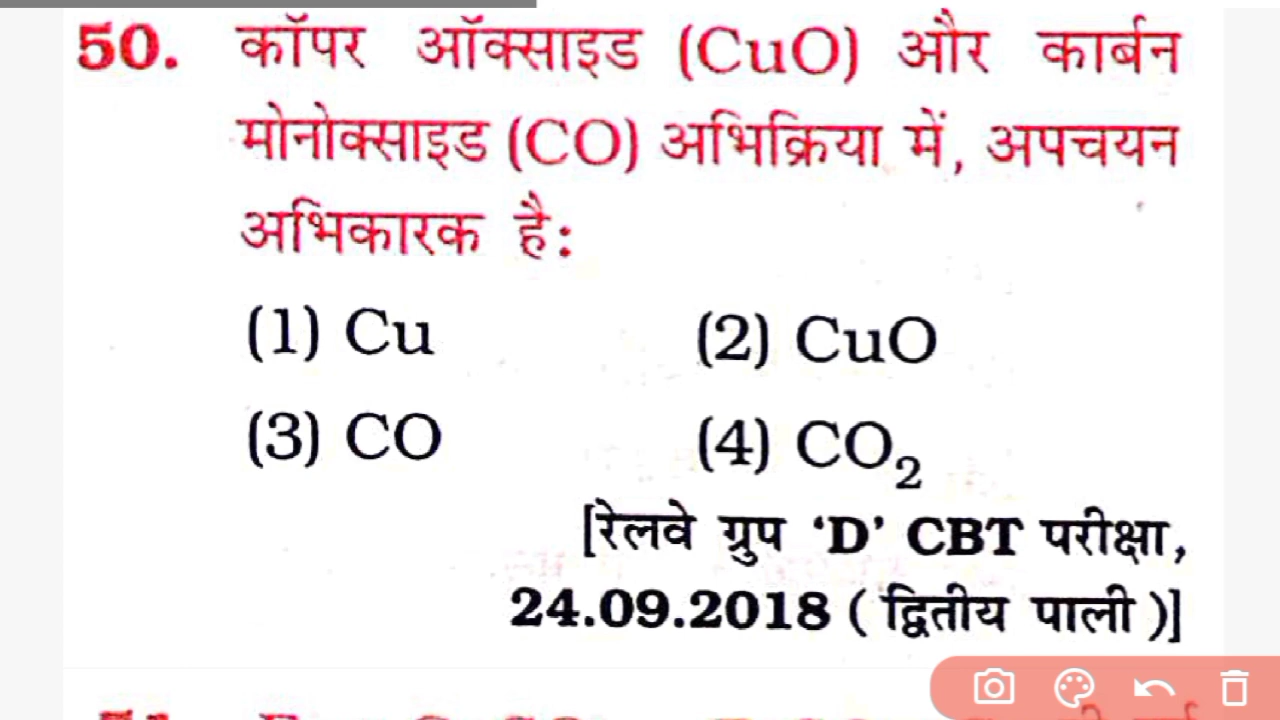 50. कॉपर ऑक्साइड (CuO) और कार्बन
मोनोक्साइड (CO) अभिक्रिया में, अपचयन
अभिकारक है:
(1) Cu (2) CuO
(3) CO (4) CO₂
[रेलवे ग्रुप ‘D’ CBT परीक्षा,
24.09.2018 ( द्वितीय पाली )]